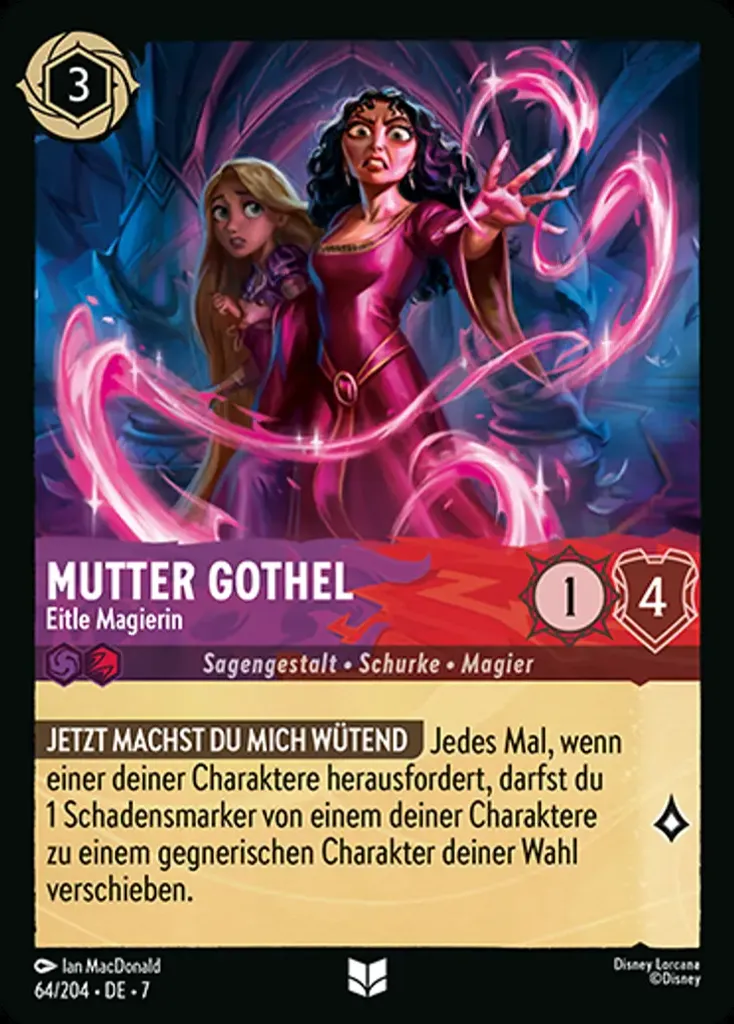 3
MUTTER GOTHEL
Eitle Magierin
1
4
Sagengestalt • Schurke • Magier
JETZT MACHST DU MICH WÜTEND Jedes Mal, wenn
einer deiner Charaktere herausfordert, darfst du
1 Schadensmarker von einem deiner Charaktere
zu einem gegnerischen Charakter deiner Wahl
verschieben.
Ian MacDonald
64/204 • DE • 7
Disney Lorcana
©Disney